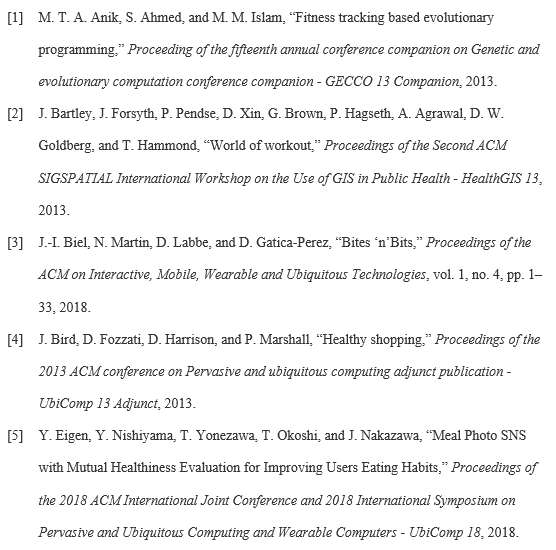 [1] M. T. A. Anik, S. Ahmed, and M. M. Islam, “Fitness tracking based evolutionary
programming,” Proceeding of the fifteenth annual conference companion on Genetic and
evolutionary computation conference companion - GECCO 13 Companion, 2013.
[2] J. Bartley, J. Forsyth, P. Pendse, D. Xin, G. Brown, P. Hagseth, A. Agrawal, D. W.
Goldberg, and T. Hammond, “World of workout,” Proceedings of the Second ACM
SIGSPATIAL International Workshop on the Use of GIS in Public Health - HealthGIS 13,
2013.
[3] J.-I. Biel, N. Martin, D. Labbe, and D. Gatica-Perez, “Bites ‘n’Bits,” Proceedings of the
ACM on Interactive, Mobile, Wearable and Ubiquitous Technologies, vol. 1, no. 4, pp. 1–
33, 2018.
[4] J. Bird, D. Fozzati, D. Harrison, and P. Marshall, “Healthy shopping,” Proceedings of the
2013 ACM conference on Pervasive and ubiquitous computing adjunct publication -
UbiComp 13 Adjunct, 2013.
[5] Y. Eigen, Y. Nishiyama, T. Yonezawa, T. Okoshi, and J. Nakazawa, “Meal Photo SNS
with Mutual Healthiness Evaluation for Improving Users Eating Habits,” Proceedings of
the 2018 ACM International Joint Conference and 2018 International Symposium on
Pervasive and Ubiquitous Computing and Wearable Computers - UbiComp 18, 2018.